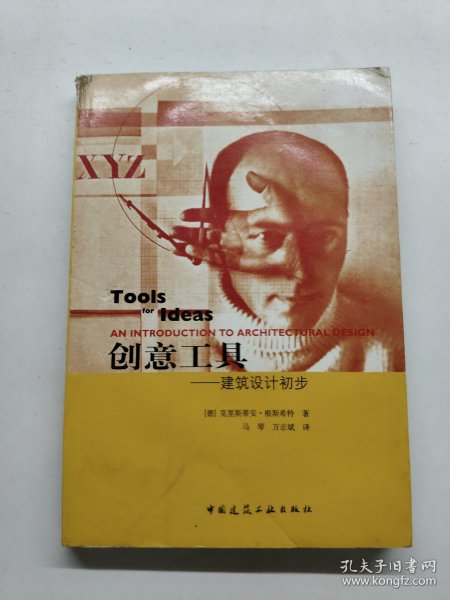 XYZ
Tools
for Ideas
AN INTRODUCTION TO ARCHITECTURAL DESIGN
创意工具
——建筑设计初步
[德] 克里斯蒂安·根斯希特 著
马 琴 万志斌 译
中国建筑工业出版社
孔夫子旧书网
www.kongfz.com